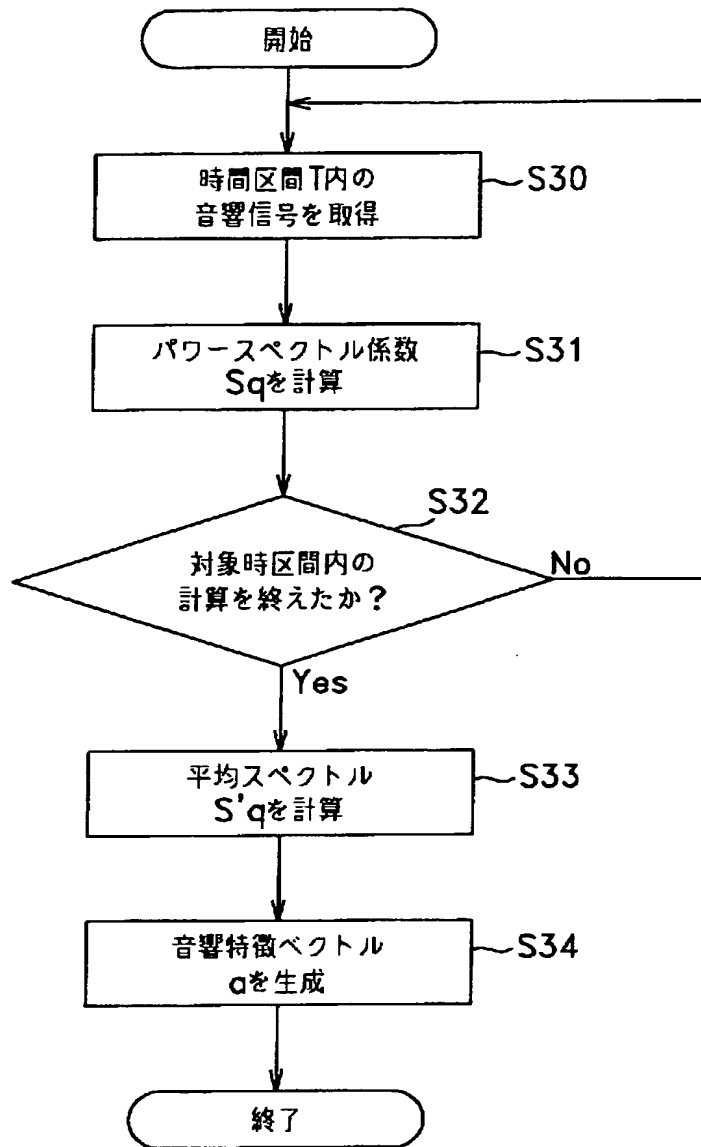 開始
時間区間T内の
音響信号を取得
S30
パワースペクトル係数
Sqを計算
S31
S32
対象時区間内の
計算を終えたか？
No
Yes
平均スペクトル
S'qを計算
S33
音響特徴ベクトル
aを生成
S34
終了